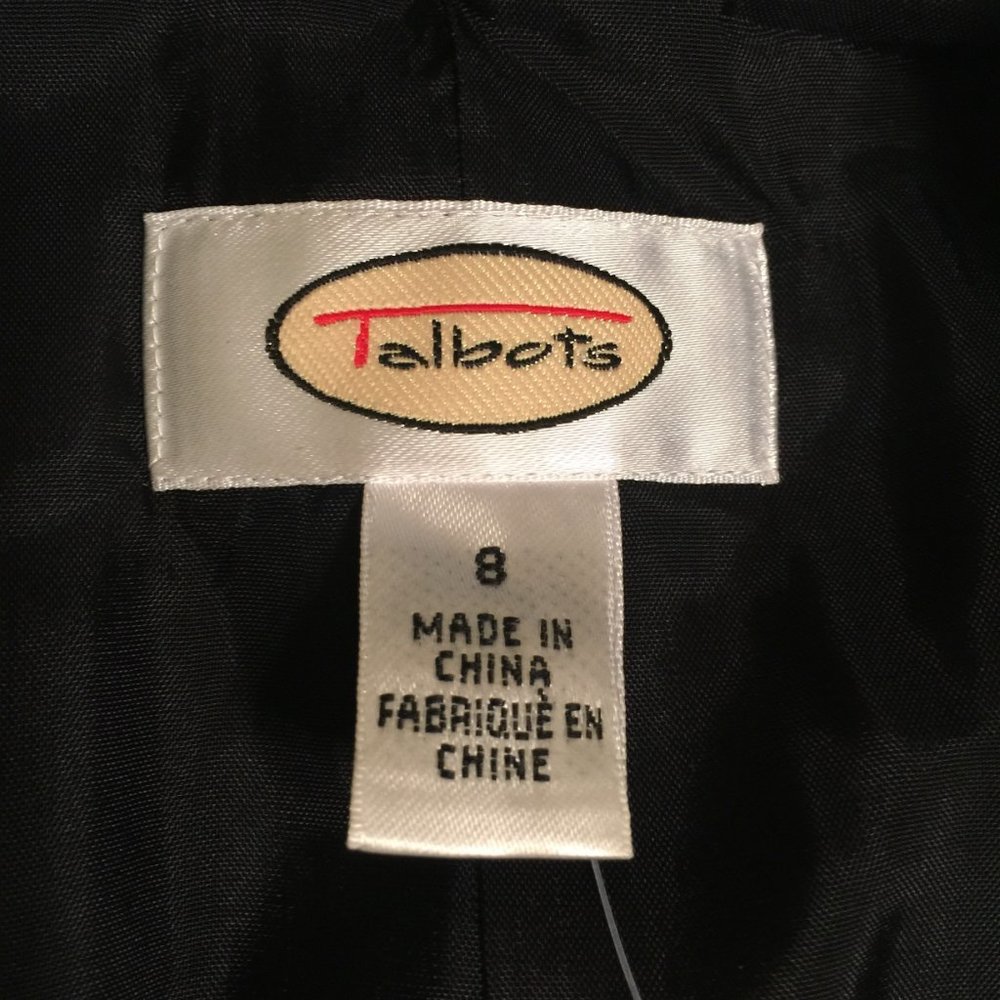 Talbots
8
MADE IN
CHINA
FABRIQUÈ EN
CHINE